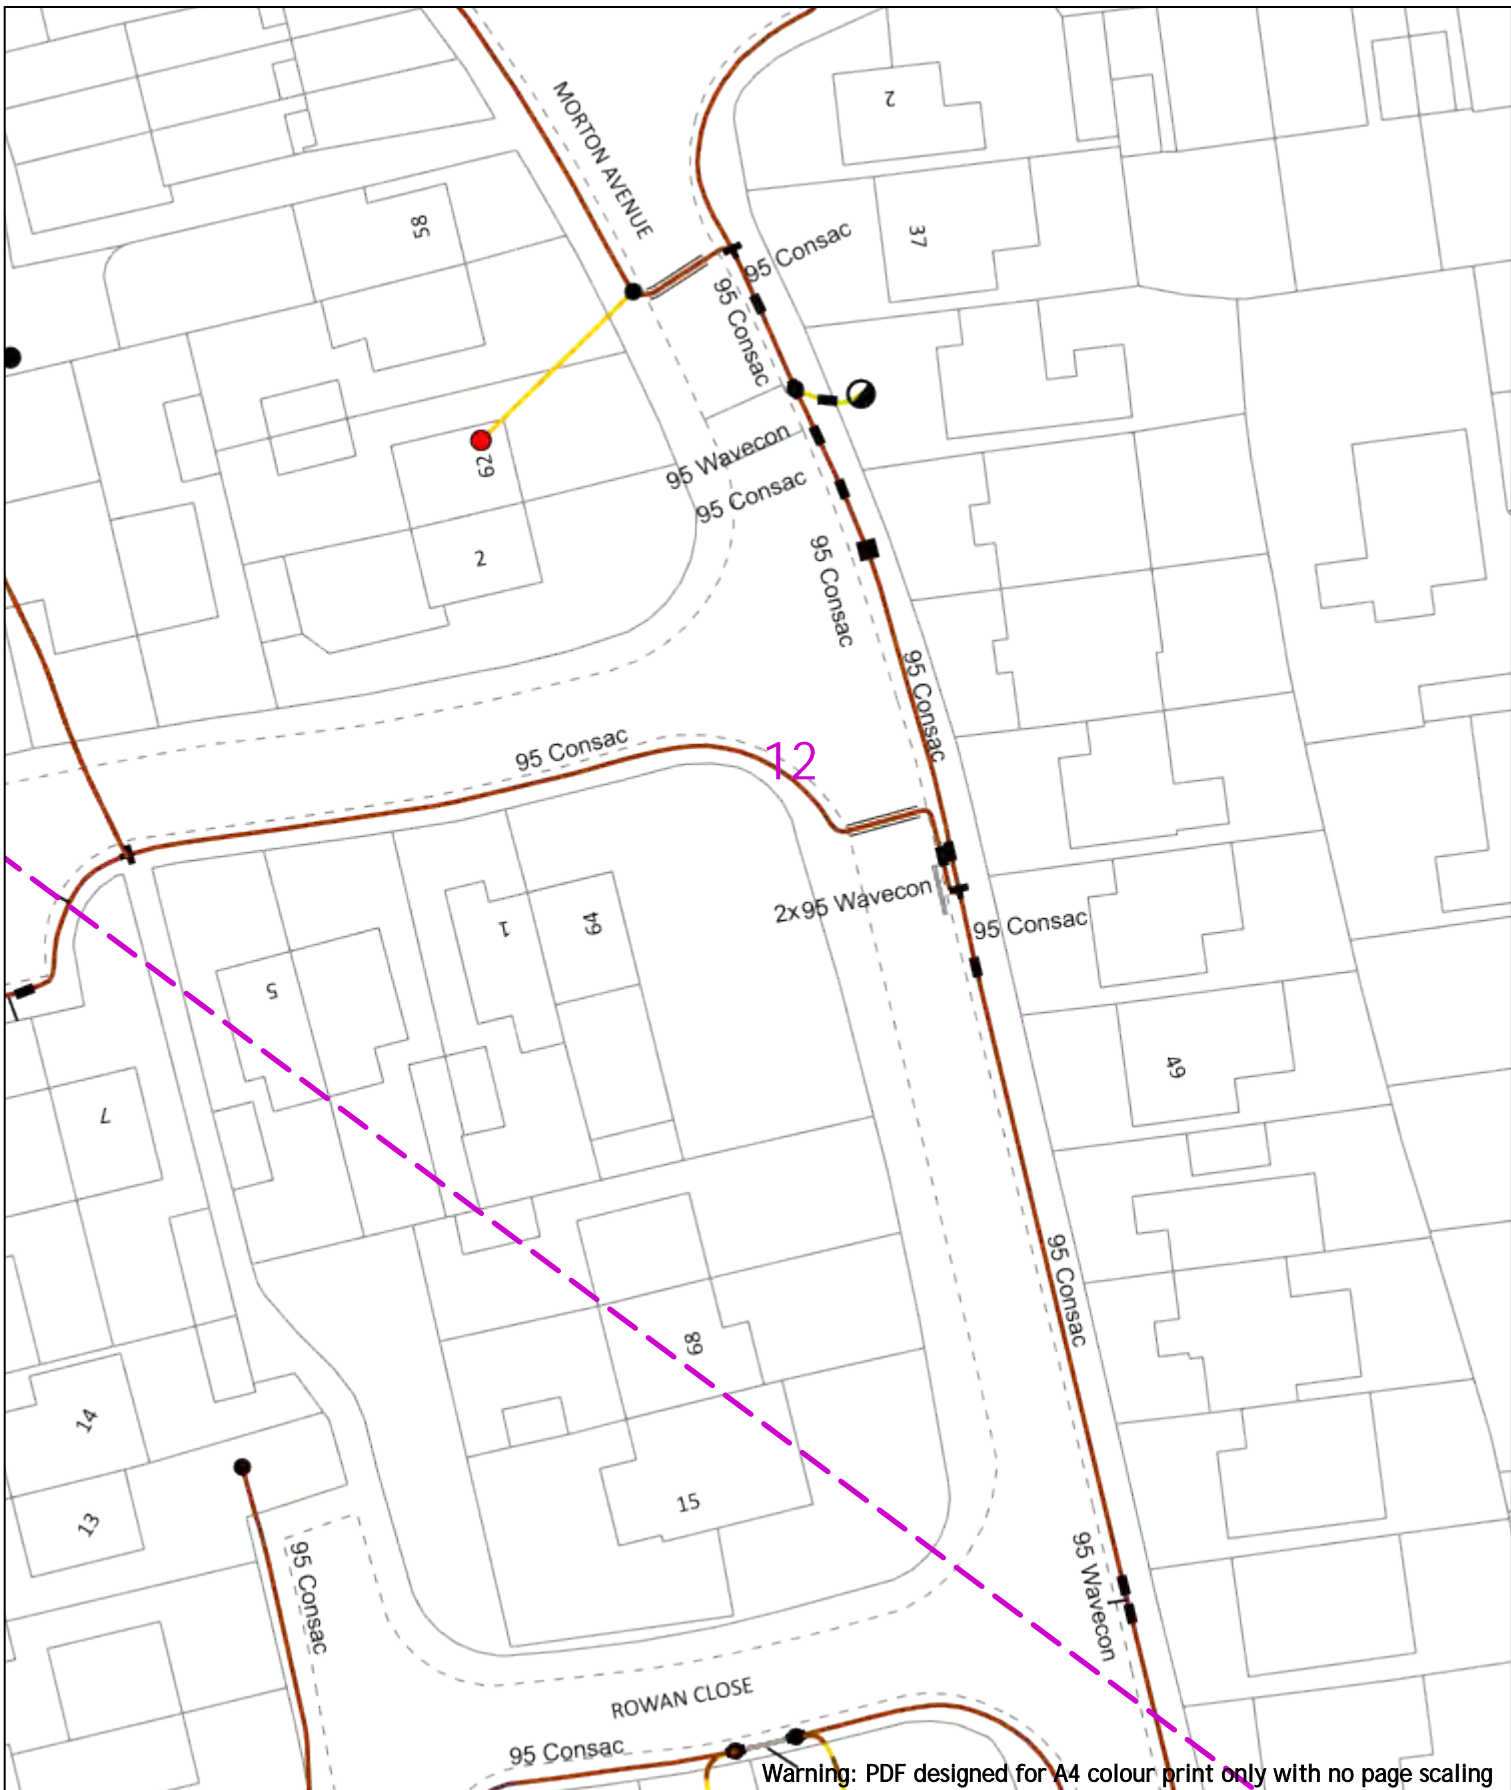 MORTON AVENUE
2
58
37
95 Consac
95 Consac
62
95 Wavecon
95 Consac
2
95 Consac
95 Consac
95 Consac
12
1
64
2x95 Wavecon
95 Consac
5
49
7
95 Consac
68
14
15
13
95 Consac
95 Wavecon
ROWAN CLOSE
95 Consac
Warning: PDF designed for A4 colour print only with no page scaling